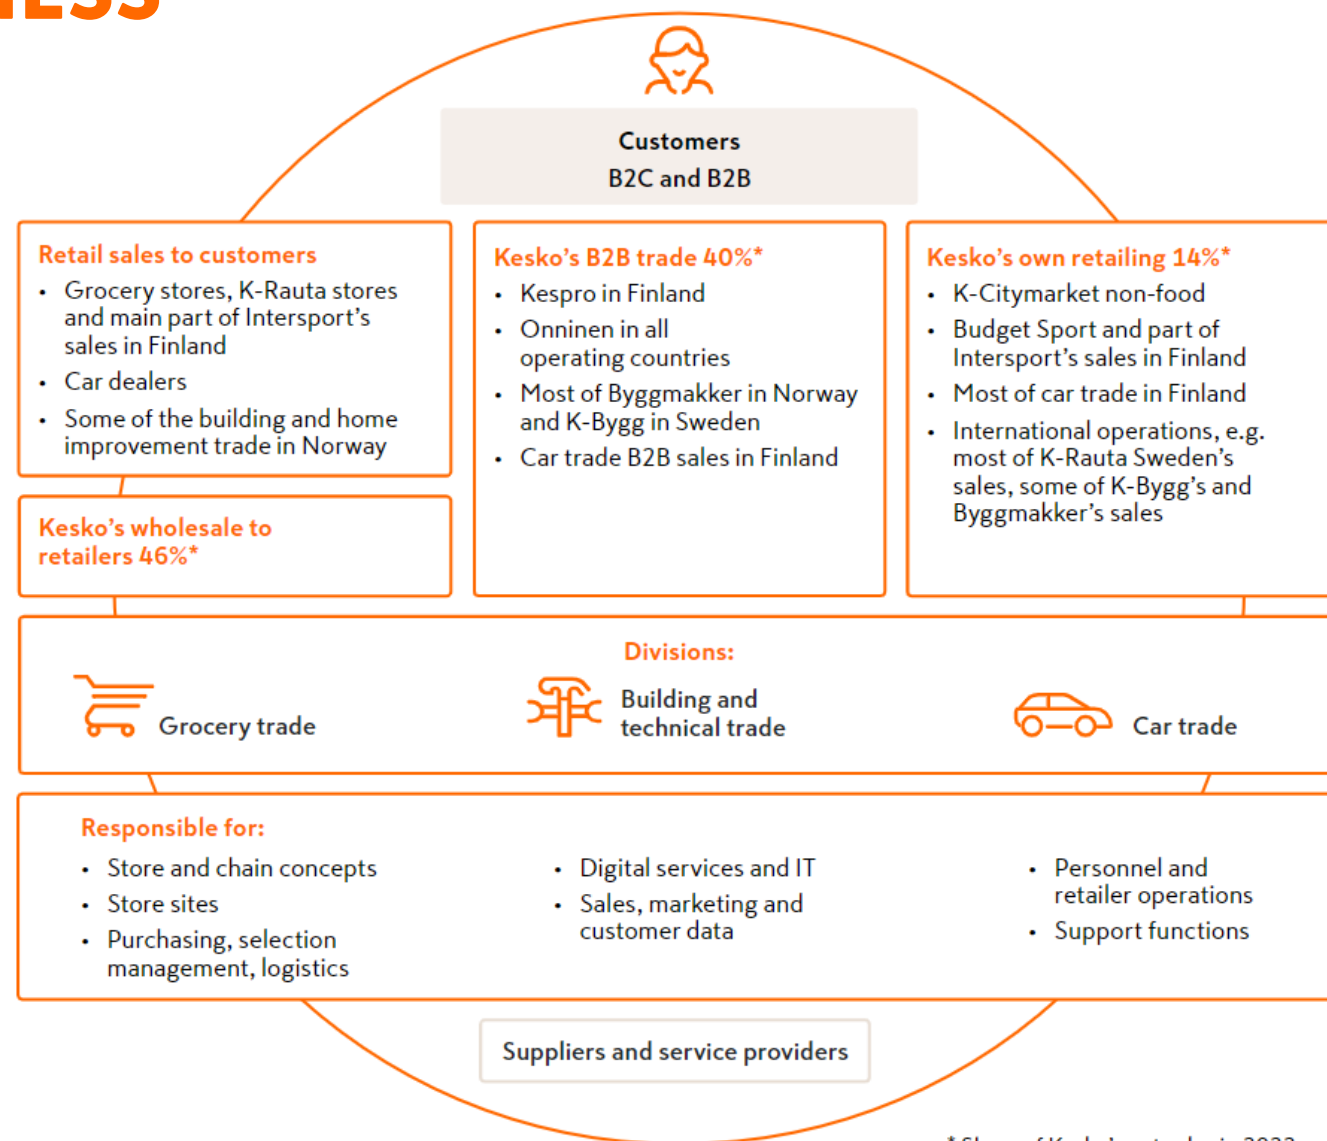 Customers
B2C and B2B
Retail sales to customers
• Grocery stores, K-Rauta stores
and main part of Intersport's
sales in Finland
• Car dealers
• Some of the building and home
improvement trade in Norway
Kesko's wholesale to
retailers 46%*
Kesko's B2B trade 40%*
• Kespro in Finland
• Onninen in all
operating countries
• Most of Byggmakker in Norway
and K-Bygg in Sweden
• Car trade B2B sales in Finland
Kesko's own retailing 14%*
• K-Citymarket non-food
• Budget Sport and part of
Intersport's sales in Finland
• Most of car trade in Finland
• International operations, e.g.
most of K-Rauta Sweden's
sales, some of K-Bygg's and
Byggmakker's sales
Divisions:
Grocery trade
Building and
technical trade
Car trade
Responsible for:
• Store and chain concepts
• Store sites
• Purchasing, selection
management, logistics
• Digital services and IT
• Sales, marketing and
customer data
• Personnel and
retailer operations
• Support functions
Suppliers and service providers